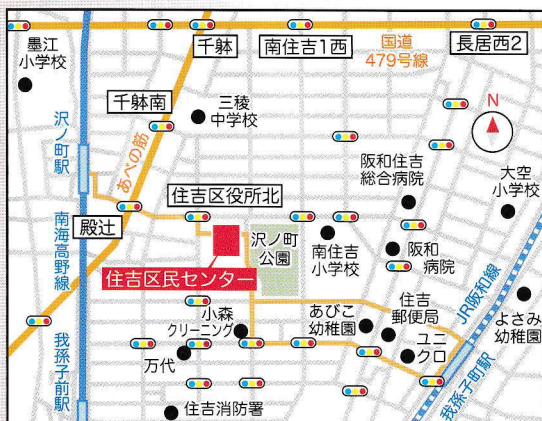 墨江
小学校
千躰
南住吉1西
国道
479号線
長居西2
千躰南
三稜
中学校
N
沢ノ町駅
あべの筋
阪和住吉
総合病院
大空
小学校
住吉区役所北
殿辻
南海高野線
沢ノ町
公園
南住吉
小学校
阪和
病院
JR阪和線
住吉区民センター
小森
クリーニング
あびこ
幼稚園
住吉
郵便局
よさみ
幼稚園
ユニ
クロ
我孫子前駅
万代
我孫子町駅
住吉消防署